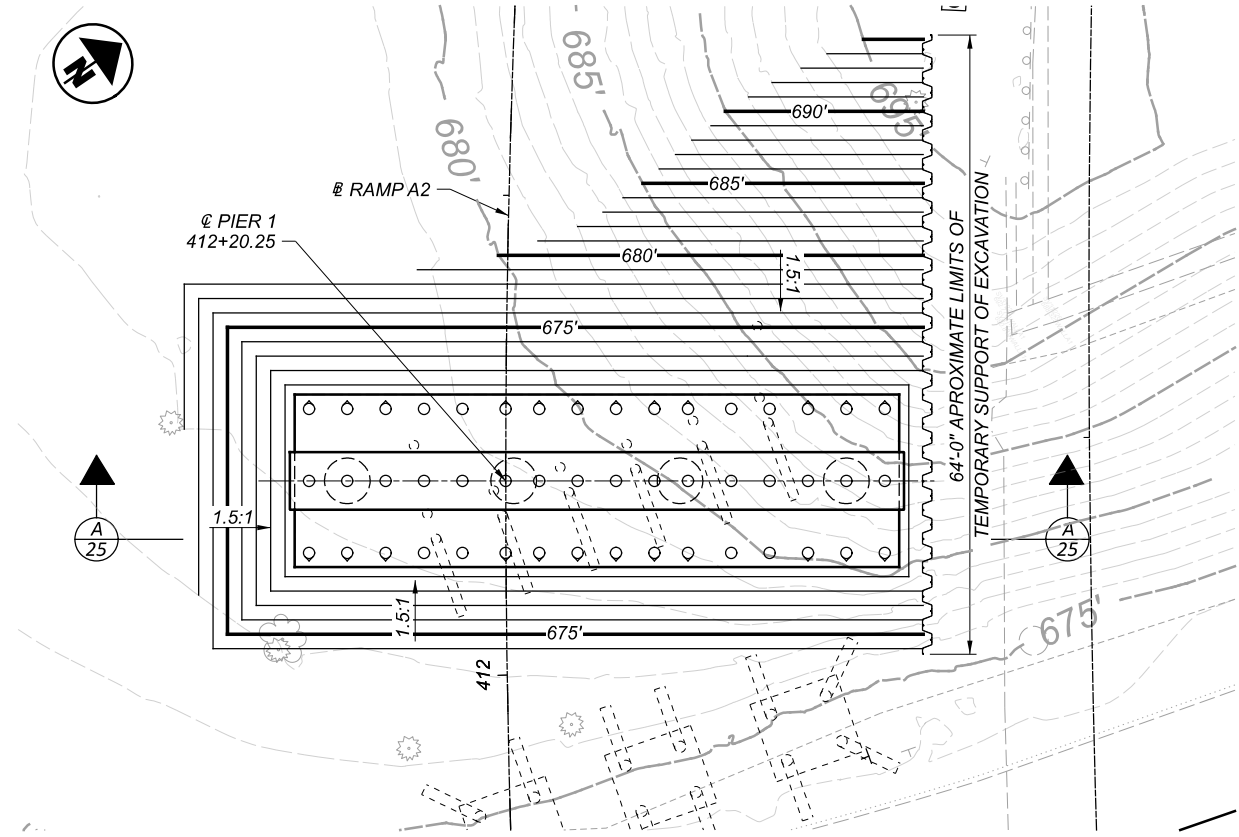 N
685'
695'
690'
680'
℄ RAMP A2
685'
℄ PIER 1
412+20.25
680'
1.5:1
675'
64'-0" APROXIMATE LIMITS OF
TEMPORARY SUPPORT OF EXCAVATION
1.5:1
A
25
A
25
1.5:1
675'
675'
412